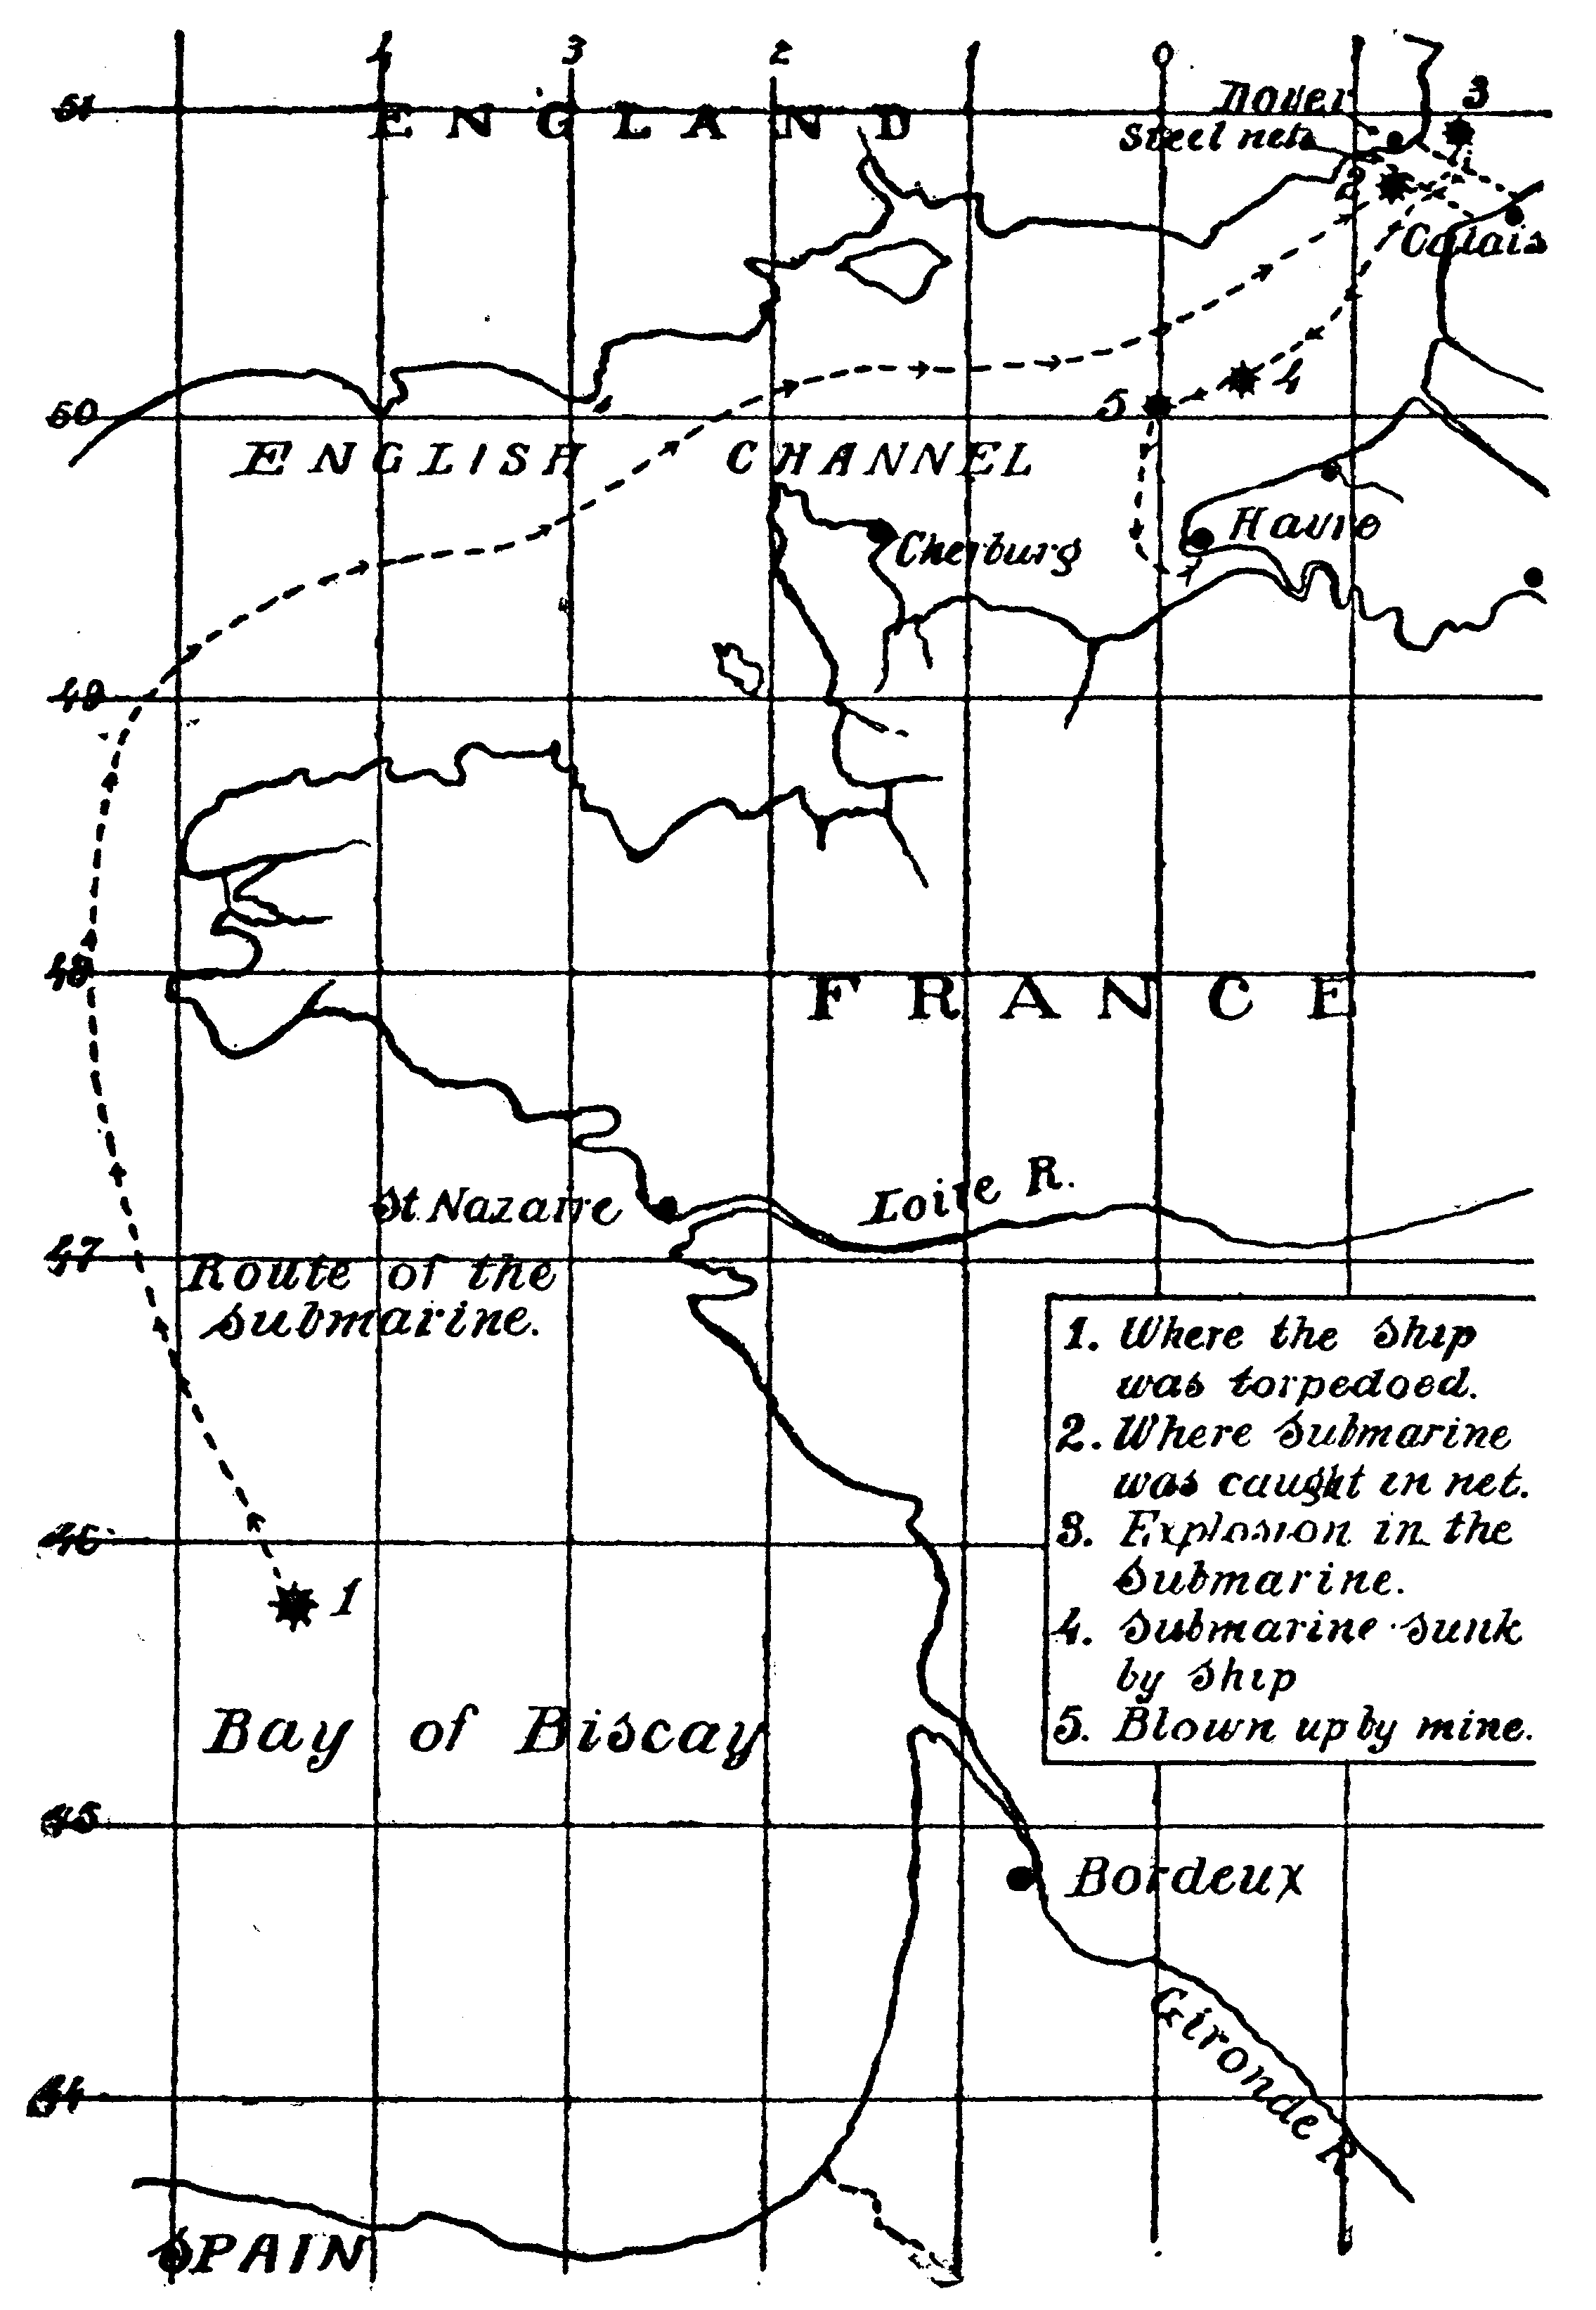 4 3 2 1 0 1
51
ENGLAND
Dover
3
Steel nets
2
Calais
4
5
50
ENGLISH CHANNEL
Havre
Cherburg
49
48
FRANCE
St Nazaire
Loire R.
47
Route of the
submarine.
1. Where the ship
was torpedoed.
2. Where submarine
was caught in net.
3. Explosion in the
submarine.
4. Submarine sunk
by ship
5. Blown up by mine.
46
1
Bay of Biscay
45
Bordeux
Gironde R
44
SPAIN